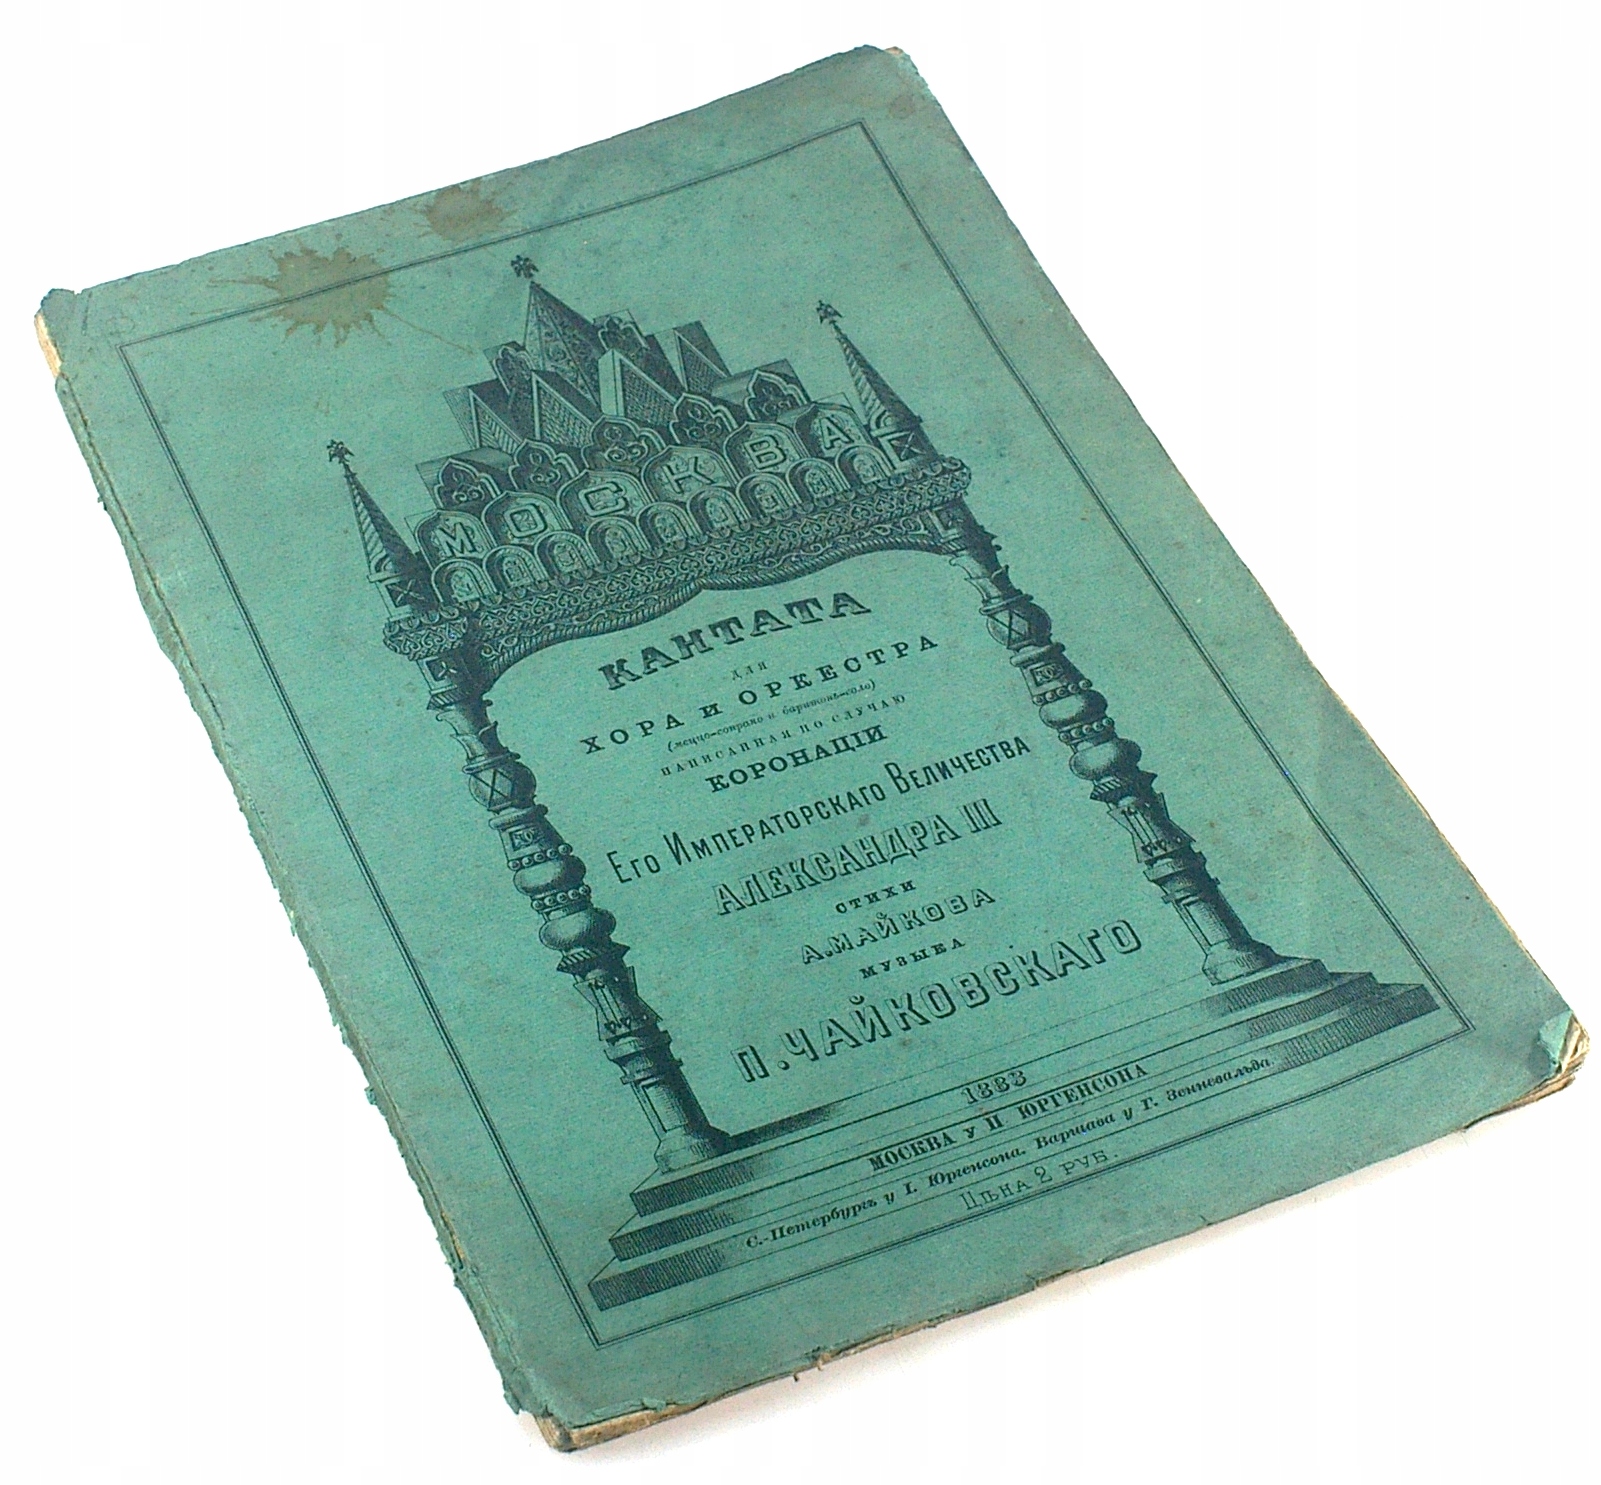 МОСКВА
КАНТАТА
для
ХОРА И ОРКЕСТРА
(меццо-сопрано и баритонъ-соло)
НАПИСАННАЯ ПО СЛУЧАЮ
КОРОНАЦІИ
ЕГО ИМПЕРАТОРСКАГО ВЕЛИЧЕСТВА
АЛЕКСАНДРА III
СТИХИ
А. МАЙКОВА
МУЗЫКА
П. ЧАЙКОВСКАГО
1883
МОСКВА у П ЮРГЕНСОНА
С.-Петербургъ у І. Юргенсона. Варшава у Г. Зенневальда.
Цѣна 2 руб.